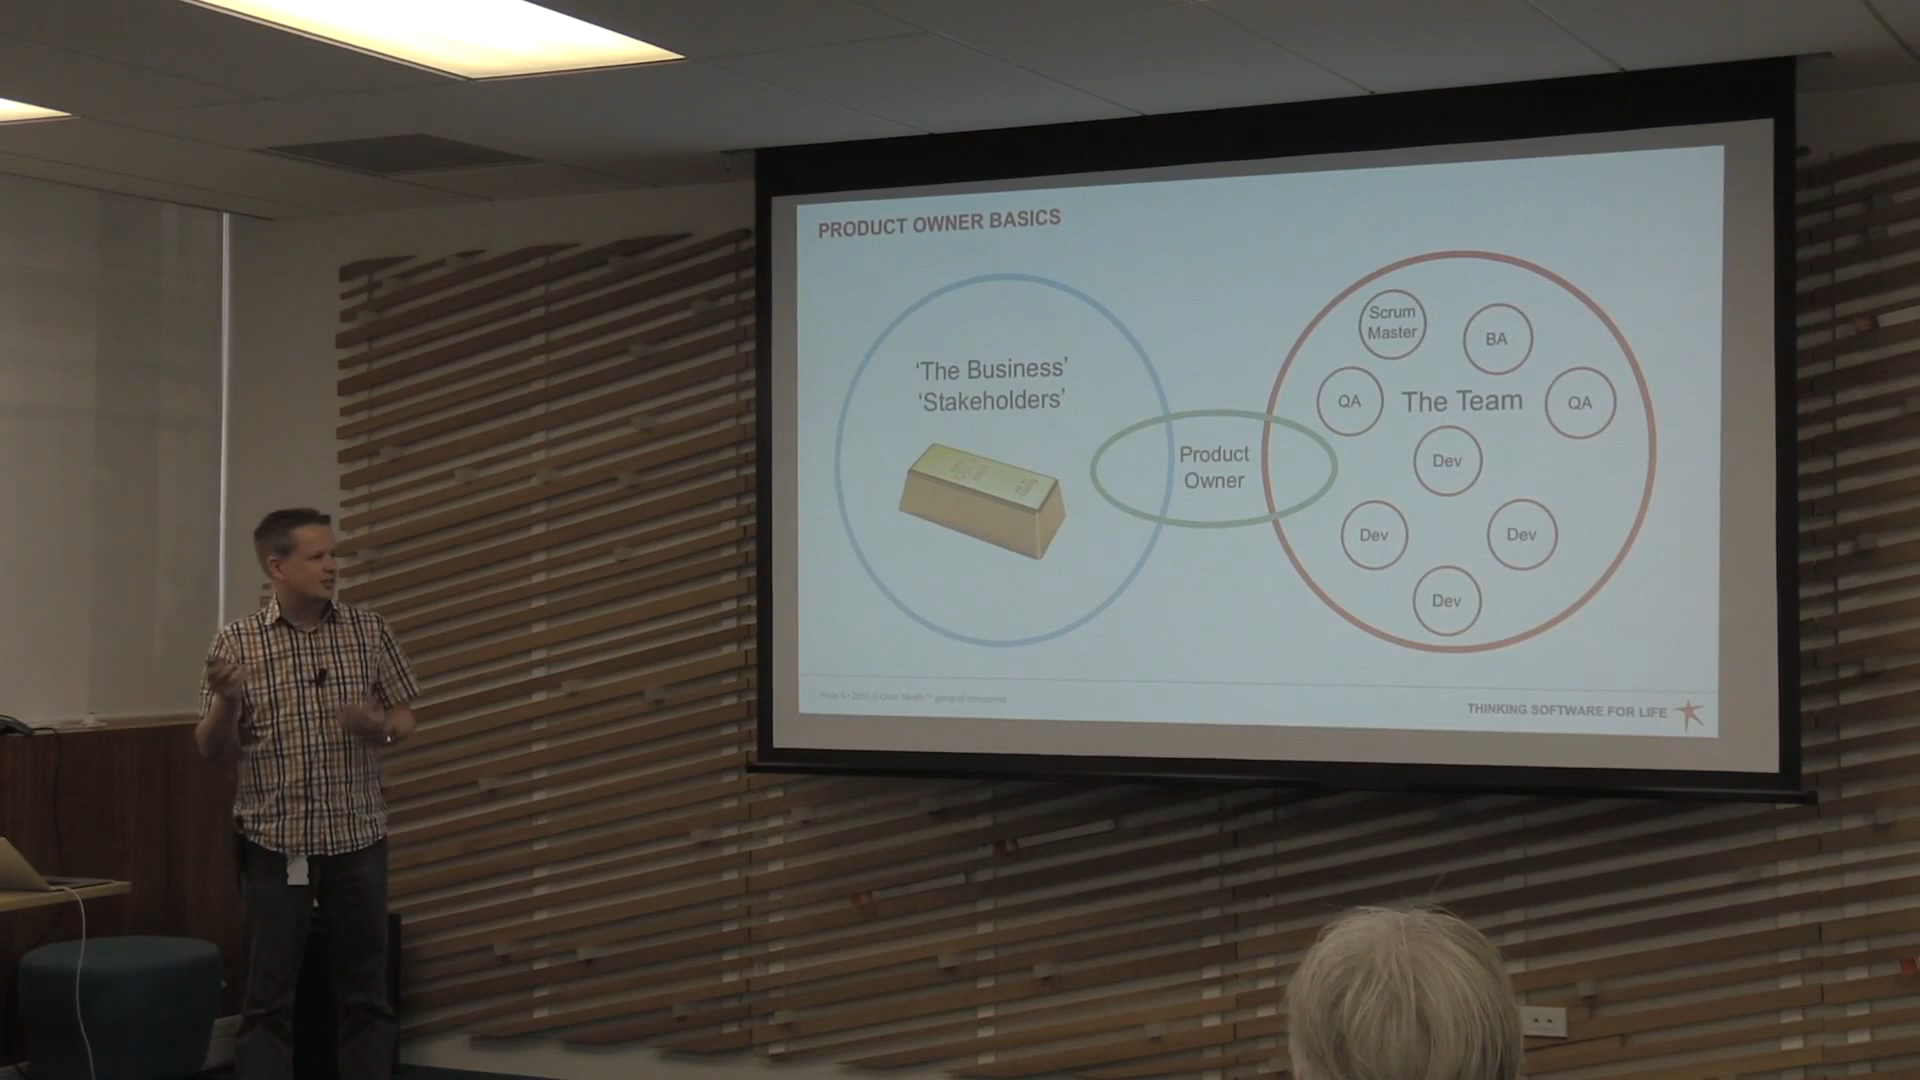 PRODUCT OWNER BASICS
'The Business'
'Stakeholders'
Product
Owner
Scrum
Master
BA
QA
The Team
QA
Dev
Dev
Dev
Dev
THINKING SOFTWARE FOR LIFE